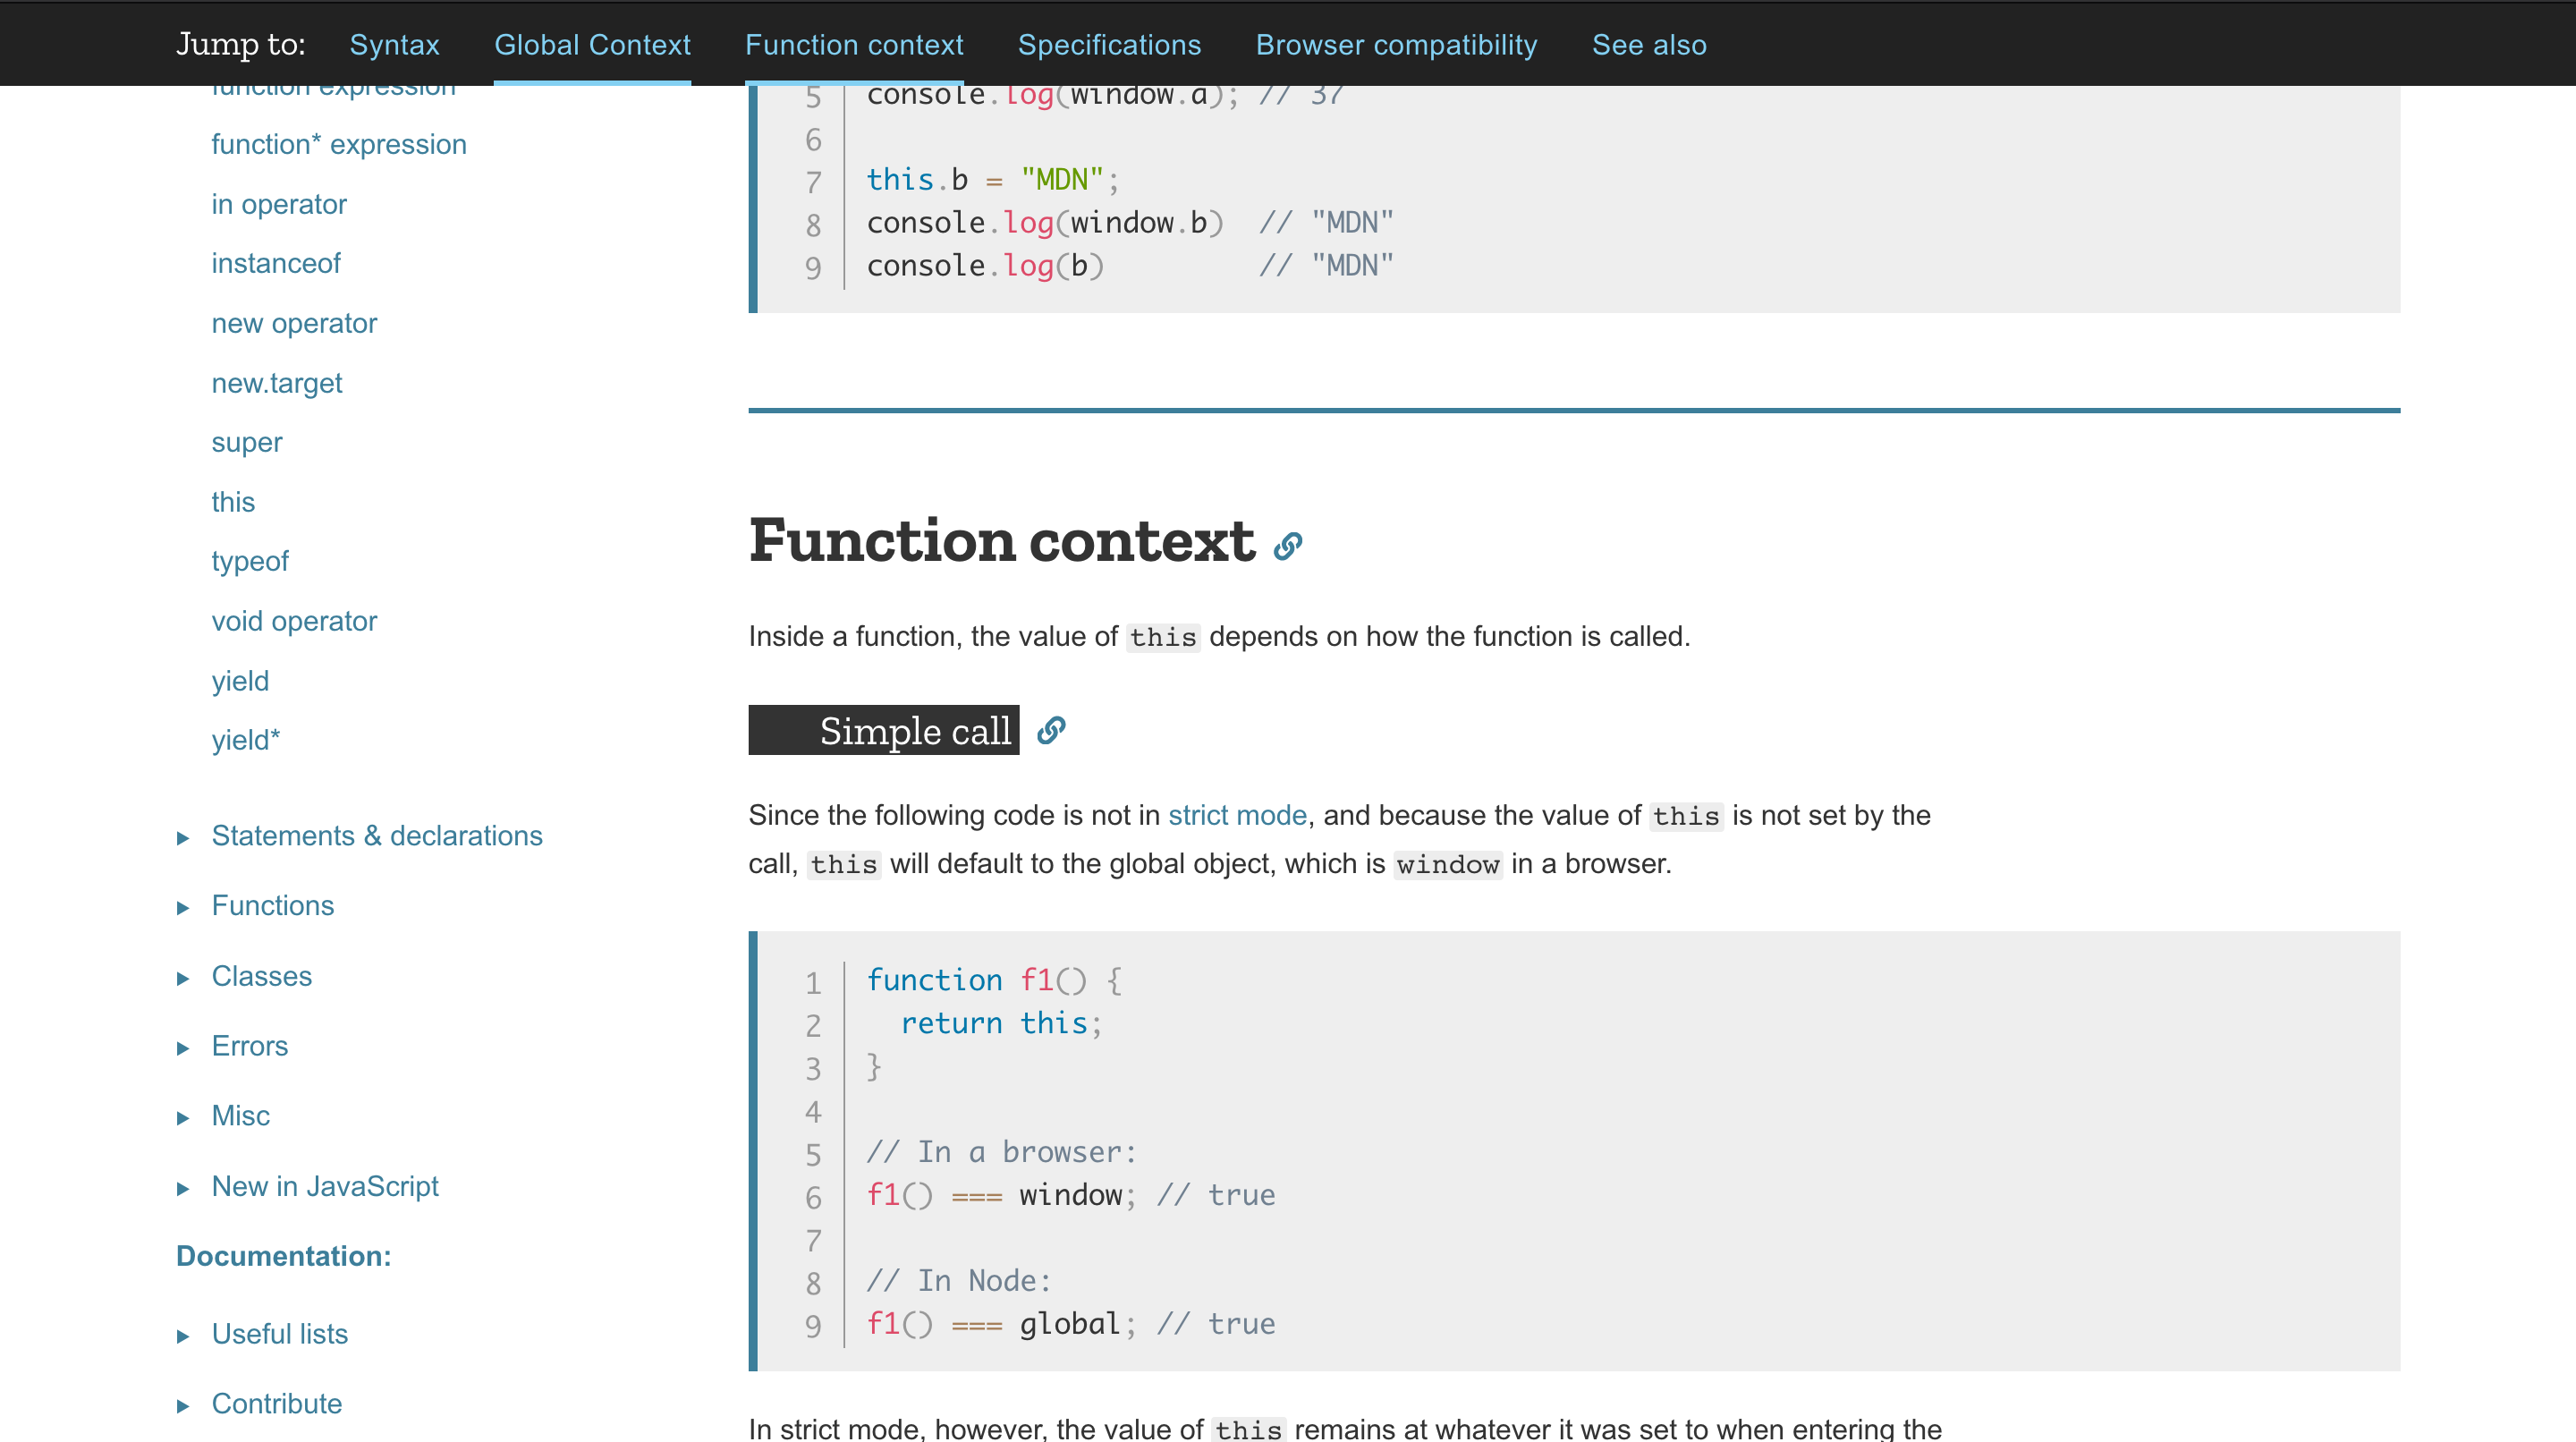 Jump to: Syntax Global Context Function context Specifications Browser compatibility See also
function expression
function* expression
in operator
instanceof
new operator
new.target
super
this
typeof
void operator
yield
yield*
▸ Statements & declarations
▸ Functions
▸ Classes
▸ Errors
▸ Misc
▸ New in JavaScript
Documentation:
▸ Useful lists
▸ Contribute
5 console.log(window.a); // 37
6
7 this.b = "MDN";
8 console.log(window.b)  // "MDN"
9 console.log(b)         // "MDN"
Function context
Inside a function, the value of this depends on how the function is called.
Simple call
Since the following code is not in strict mode, and because the value of this is not set by the
call, this will default to the global object, which is window in a browser.
1 function f1() {
2   return this;
3 }
4
5 // In a browser:
6 f1() === window; // true
7
8 // In Node:
9 f1() === global; // true
In strict mode, however, the value of this remains at whatever it was set to when entering the